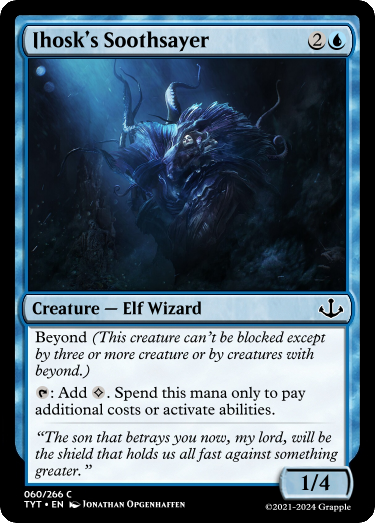 Ihosk's Soothsayer 2
Creature — Elf Wizard
Beyond (This creature can't be blocked except
by three or more creature or by creatures with
beyond.)
: Add . Spend this mana only to pay
additional costs or activate abilities.
"The son that betrays you now, my lord, will be
the shield that holds us all fast against something
greater."
1/4
060/266 C
TYT • EN Jonathan Opgenhaffen
©2021-2024 Grapple